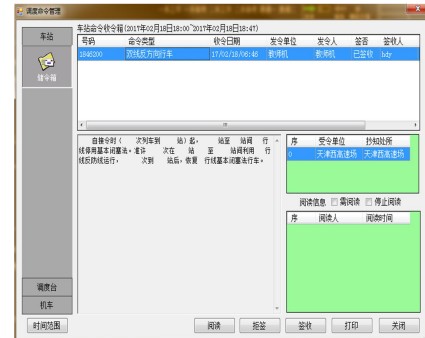 调度命令管理
车站
储令箱
调度台
机车
时间范围
车站命令收令箱(2017年02月18日18:00~2017年02月18日18:47)
号码 命令类型 收令日期 发令单位 发令人 签否 签收人
1846200 双线反方向行车 17/02/18/06:46 教师机 教师机 已签收 hdy
自接令时( 次列车到 站)起, 站至 站间 行
线停用基本闭塞法。准许 次在 站 至 站间利用 行
线反防线运行, 次到 站后,恢复 行线基本闭塞法行车。
序 受令单位 抄知处所
0 天津西高速场 天津西高速场
阅读信息 需阅读 停止阅读
序 阅读人 阅读时间
阅读 拒签 签收 打印 关闭